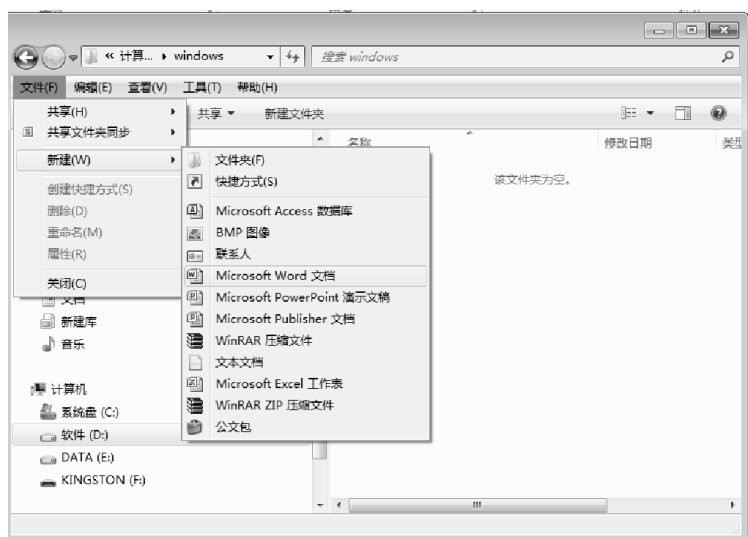 « 计算... ▸ windows
搜索 windows
文件(F) 编辑(E) 查看(V) 工具(T) 帮助(H)
共享(H)
共享文件夹同步
新建(W)
创建快捷方式(S)
删除(D)
重命名(M)
属性(R)
关闭(C)
共享 新建文件夹
名称 修改日期 类型
该文件夹为空。
文件夹(F)
快捷方式(S)
Microsoft Access 数据库
BMP 图像
联系人
Microsoft Word 文档
Microsoft PowerPoint 演示文稿
Microsoft Publisher 文档
WinRAR 压缩文件
文本文档
Microsoft Excel 工作表
WinRAR ZIP 压缩文件
公文包
文档
新建库
音乐
计算机
系统盘 (C:)
软件 (D:)
DATA (E:)
KINGSTON (F:)